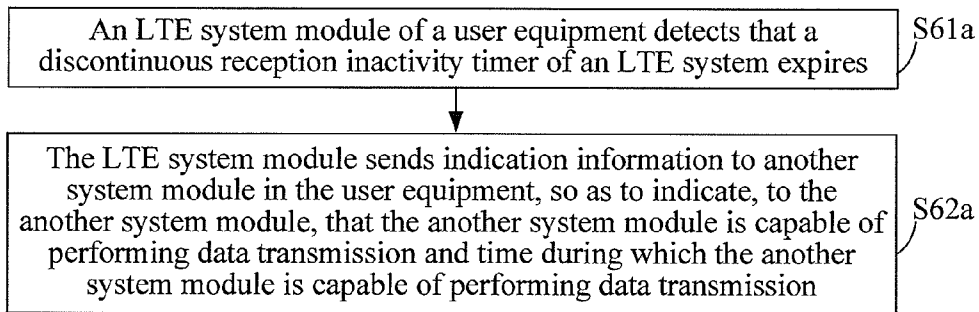 An LTE system module of a user equipment detects that a
discontinuous reception inactivity timer of an LTE system expires
S61a
The LTE system module sends indication information to another
system module in the user equipment, so as to indicate, to the
another system module, that the another system module is capable of
performing data transmission and time during which the another
system module is capable of performing data transmission
S62a